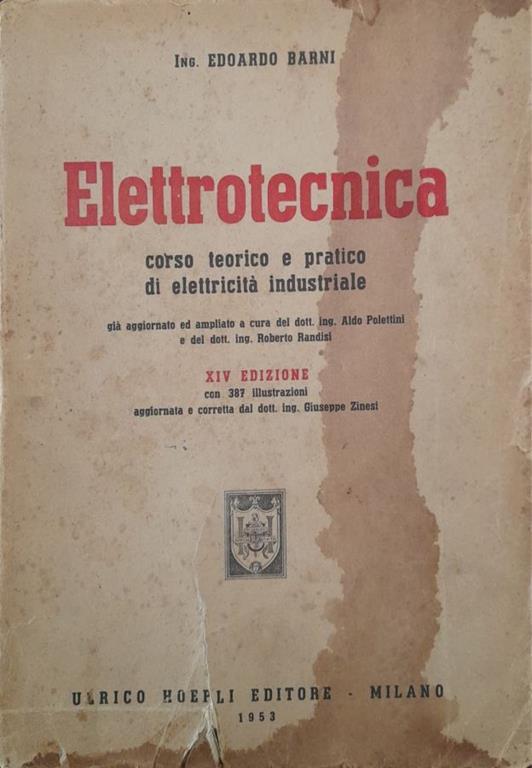 Ing. EDOARDO BARNI
Elettrotecnica
corso teorico e pratico
di elettricità industriale
già aggiornato ed ampliato a cura del dott. ing. Aldo Polettini
e del dott. ing. Roberto Randisi
XIV EDIZIONE
con 387 illustrazioni
aggiornata e corretta dal dott. ing. Giuseppe Zinesi
ULRICO HOEPLI EDITORE - MILANO
1953